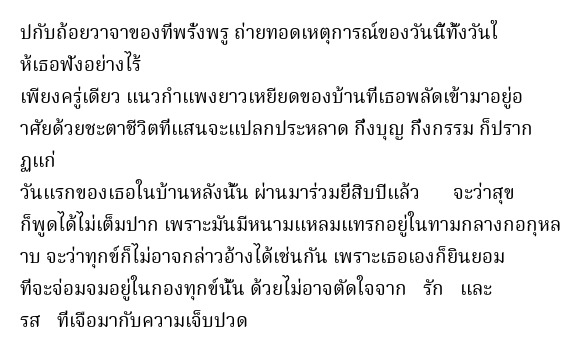 ปกับถ้อยวาจาของที่พรั่งพรู ถ่ายทอดเหตุการณ์ของวันนี้ทั้งวันใ
ห้เธอฟังอย่างไร้
เพียงครู่เดียว แนวกำแพงยาวเหยียดของบ้านที่เธอพลัดเข้ามาอยู่อ
าศัยด้วยชะตาชีวิตที่แสนจะแปลกประหลาด กึ่งบุญ กึ่งกรรม ก็ปราก
ฏแก่
วันแรกของเธอในบ้านหลังนั้น ผ่านมาร่วมยี่สิบปีแล้ว จะว่าสุข
ก็พูดได้ไม่เต็มปาก เพราะมันมีหนามแหลมแทรกอยู่ในทามกลางกอกุหล
าบ จะว่าทุกข์ก็ไม่อาจกล่าวอ้างได้เช่นกัน เพราะเธอเองก็ยินยอม
ที่จะจ่อมจมอยู่ในกองทุกข์นั้น ด้วยไม่อาจตัดใจจาก รัก และ
รส ที่เจือมากับความเจ็บปวด